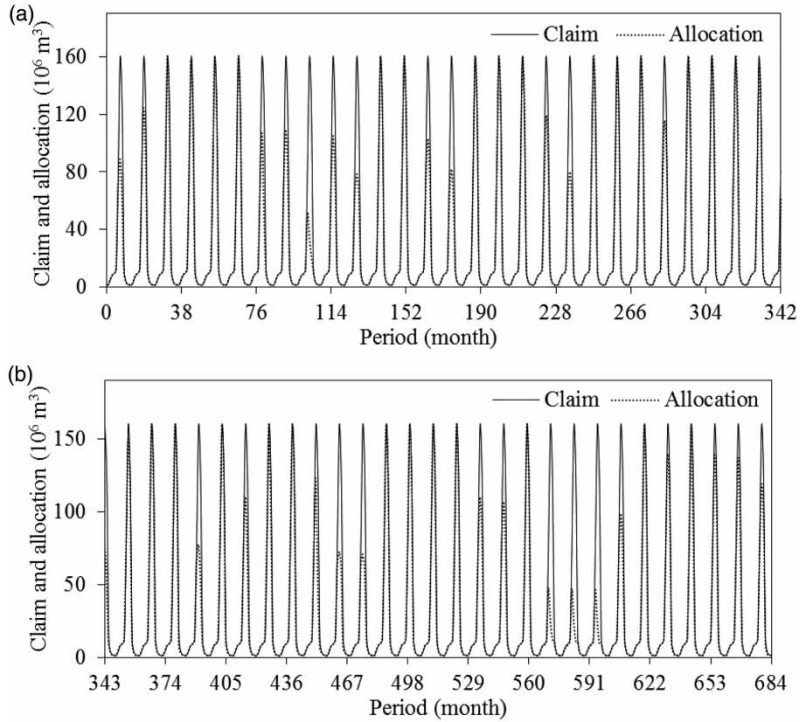 (a)
Claim Allocation
Claim and allocation (10⁶ m³)
160
120
80
40
0
0 38 76 114 152 190 228 266 304 342
Period (month)
(b)
Claim Allocation
Claim and allocation (10⁶ m³)
150
100
50
0
343 374 405 436 467 498 529 560 591 622 653 684
Period (month)